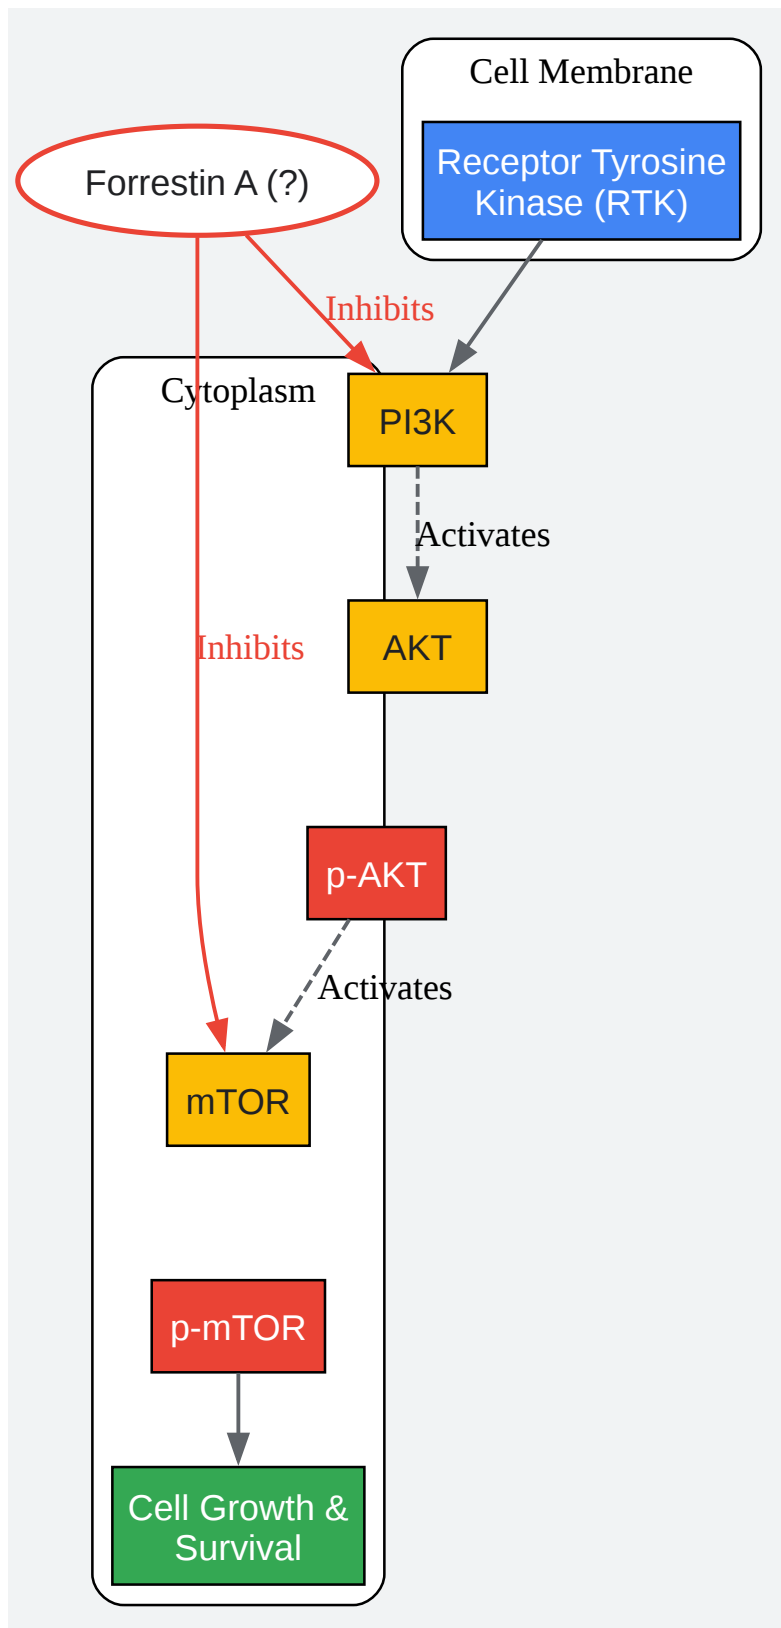 Cell Membrane
Receptor Tyrosine
Kinase (RTK)
Forrestin A (?)
Inhibits
Cytoplasm
PI3K
Activates
AKT
Inhibits
p-AKT
Activates
mTOR
p-mTOR
Cell Growth &
Survival